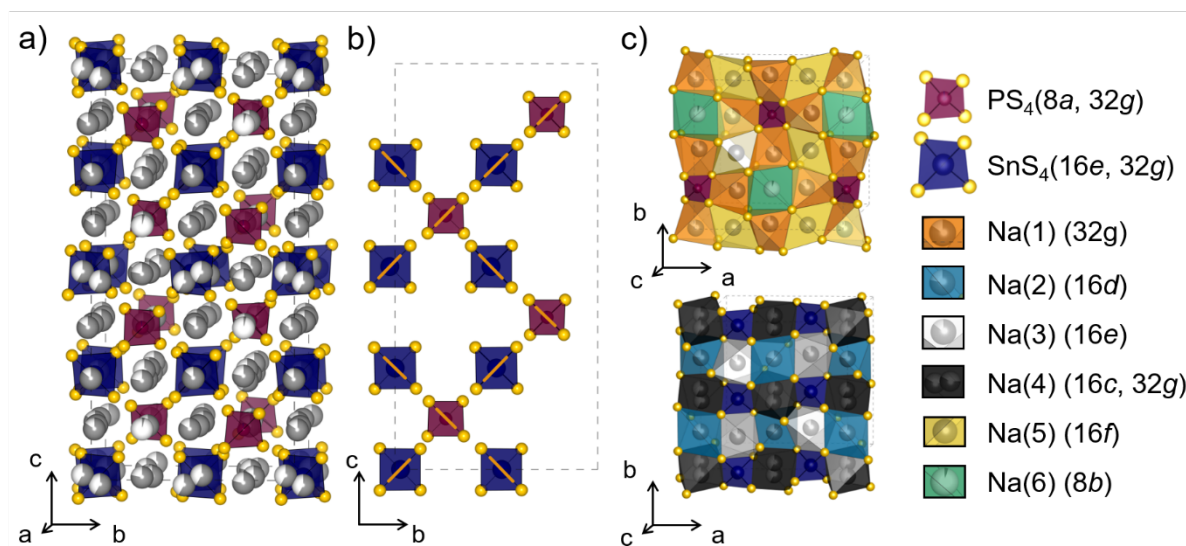 a)
b)
c)
c
a
b
c
b
b
c
a
b
c
a
PS₄(8a, 32g)
SnS₄(16e, 32g)
Na(1) (32g)
Na(2) (16d)
Na(3) (16e)
Na(4) (16c, 32g)
Na(5) (16f)
Na(6) (8b)